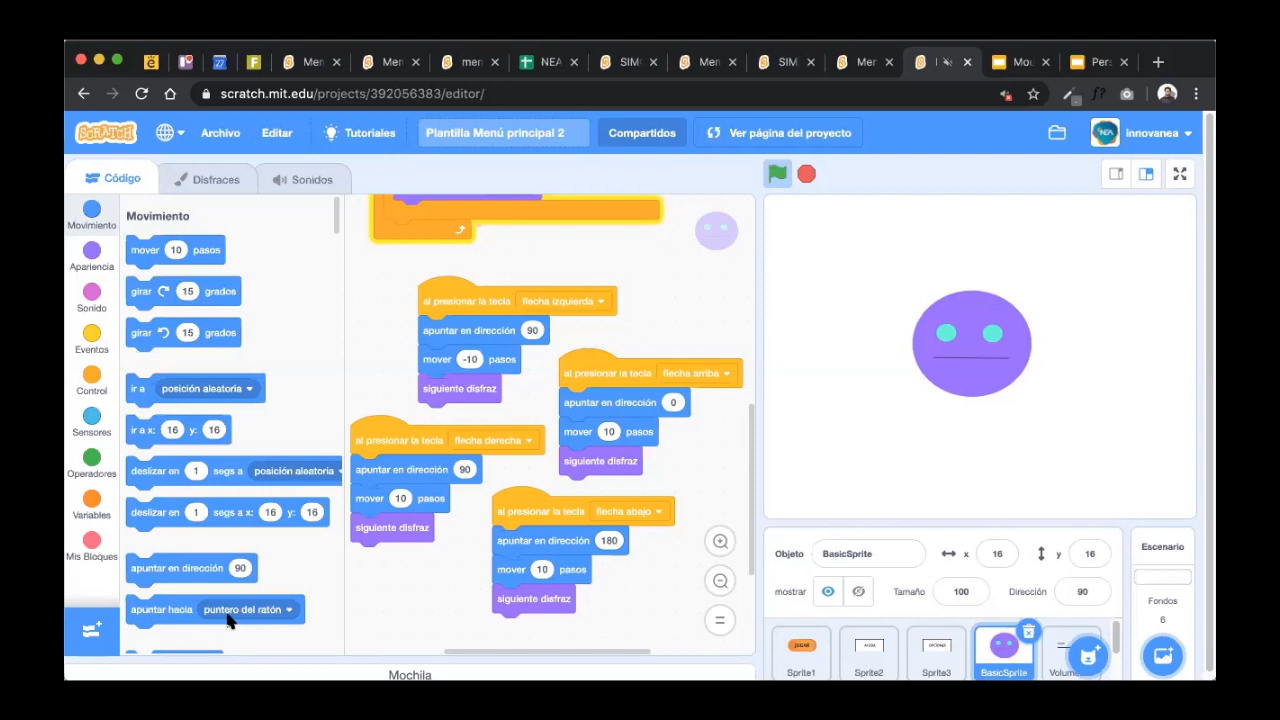 Men
Men
men
NEA
SIM
Men
SIM
Men
Mou
Pers
27
F
scratch.mit.edu/projects/392056383/editor/
SCRATCH
Archivo
Editar
Tutoriales
Plantilla Menú principal 2
Compartidos
Ver página del proyecto
NEA
innovanea
Código
Disfraces
Sonidos
Movimiento
Apariencia
Sonido
Eventos
Control
Sensores
Operadores
Variables
Mis Bloques
Movimiento
mover 10 pasos
girar 15 grados
girar 15 grados
ir a posición aleatoria
ir a x: 16 y: 16
deslizar en 1 segs a posición aleatoria
deslizar en 1 segs a x: 16 y: 16
apuntar en dirección 90
apuntar hacia puntero del ratón
al presionar la tecla flecha izquierda
apuntar en dirección 90
mover -10 pasos
siguiente disfraz
al presionar la tecla flecha arriba
apuntar en dirección 0
mover 10 pasos
siguiente disfraz
al presionar la tecla flecha derecha
apuntar en dirección 90
mover 10 pasos
siguiente disfraz
al presionar la tecla flecha abajo
apuntar en dirección 180
mover 10 pasos
siguiente disfraz
Mochila
Objeto BasicSprite x 16 y 16
mostrar Tamaño 100 Dirección 90
JUGAR
AYUDA
OPCIONES
Sprite1
Sprite2
Sprite3
BasicSprite
Volum
Escenario
Fondos
6